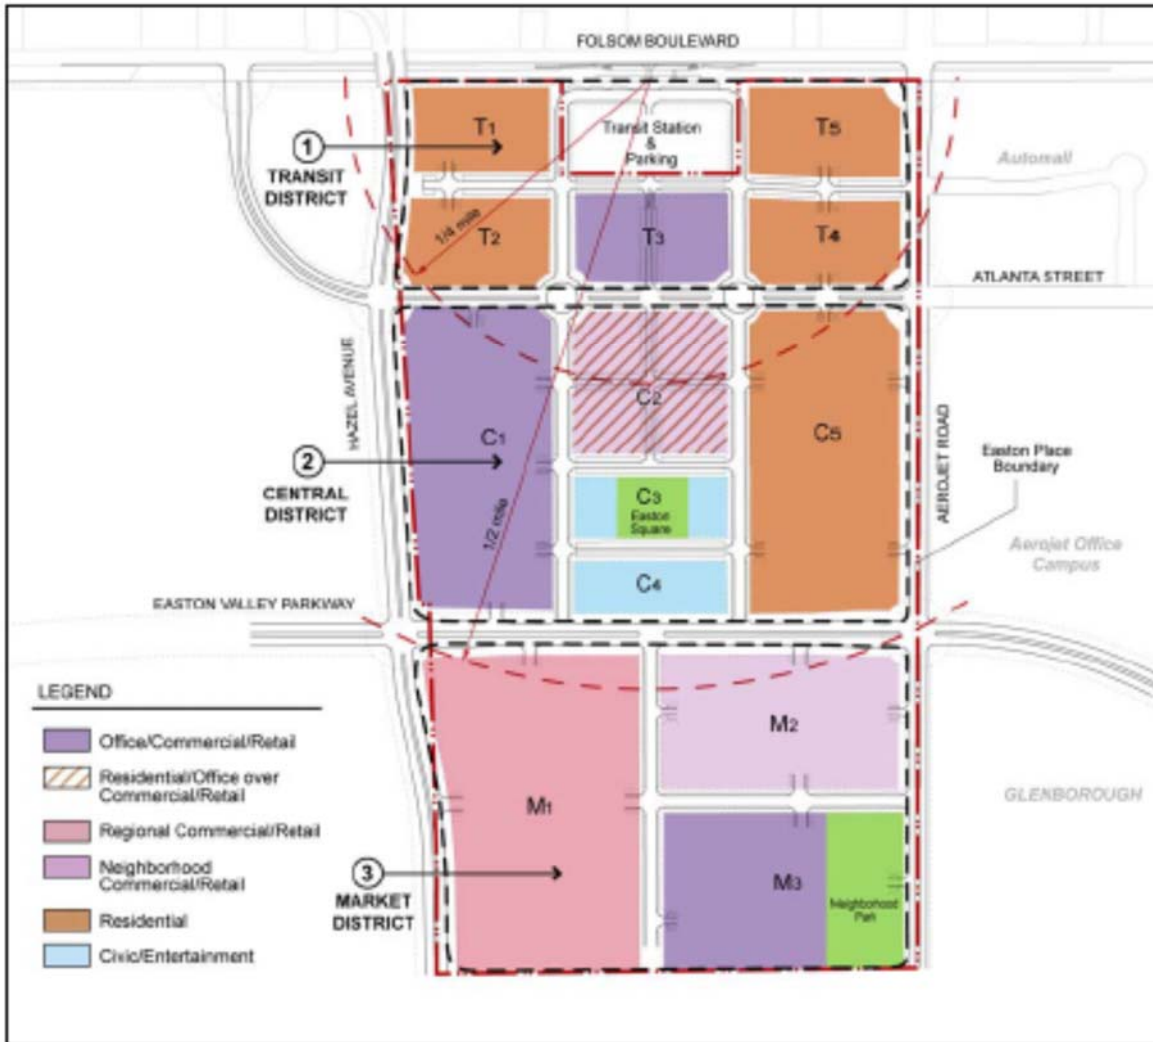 FOLSOM BOULEVARD
T1
Transit Station
&
Parking
T5
Automall
1
TRANSIT
DISTRICT
1/4 mile
T2
T3
T4
ATLANTA STREET
HAZEL AVENUE
C2
C1
C5
AEROJET ROAD
Easton Place
Boundary
2
CENTRAL
DISTRICT
1/2 mile
C3
Easton
Square
Aerojet Office
Campus
C4
EASTON VALLEY PARKWAY
LEGEND
Office/Commercial/Retail
Residential/Office over
Commercial/Retail
Regional Commercial/Retail
Neighborhood
Commercial/Retail
Residential
Civic/Entertainment
M2
GLENBOROUGH
M1
3
MARKET
DISTRICT
M3
Neighborhood
Park